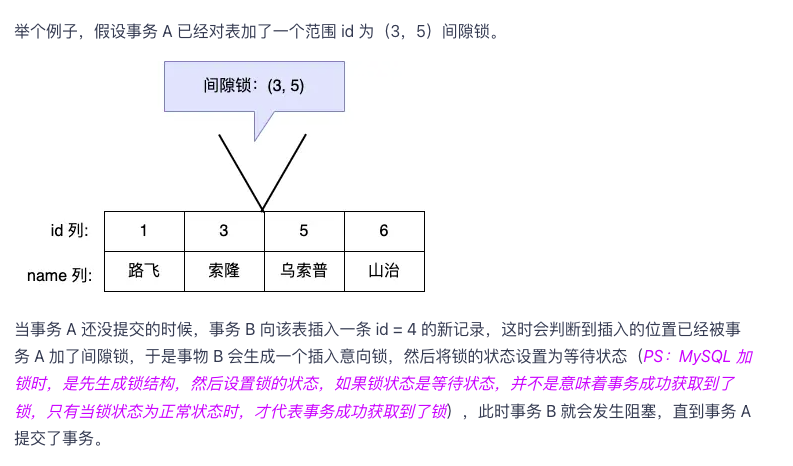 举个例子，假设事务 A 已经对表加了一个范围 id 为（3，5）间隙锁。
间隙锁：(3, 5)
id 列: 1 3 5 6
name 列: 路飞 索隆 乌索普 山治
当事务 A 还没提交的时候，事务 B 向该表插入一条 id = 4 的新记录，这时会判断到插入的位置已经被事
务 A 加了间隙锁，于是事物 B 会生成一个插入意向锁，然后将锁的状态设置为等待状态（PS：MySQL 加
锁时，是先生成锁结构，然后设置锁的状态，如果锁状态是等待状态，并不是意味着事务成功获取到了
锁，只有当锁状态为正常状态时，才代表事务成功获取到了锁），此时事务 B 就会发生阻塞，直到事务 A
提交了事务。